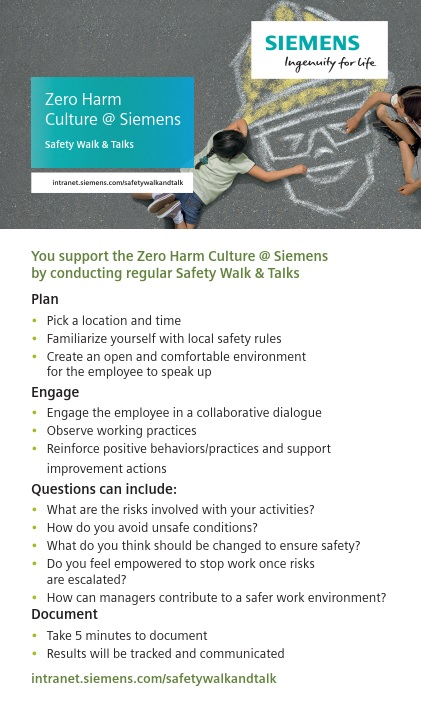 SIEMENS
Ingenuity for life
Zero Harm
Culture @ Siemens
Safety Walk & Talks
intranet.siemens.com/safetywalkandtalk
You support the Zero Harm Culture @ Siemens
by conducting regular Safety Walk & Talks
Plan
• Pick a location and time
• Familiarize yourself with local safety rules
• Create an open and comfortable environment
for the employee to speak up
Engage
• Engage the employee in a collaborative dialogue
• Observe working practices
• Reinforce positive behaviors/practices and support
improvement actions
Questions can include:
• What are the risks involved with your activities?
• How do you avoid unsafe conditions?
• What do you think should be changed to ensure safety?
• Do you feel empowered to stop work once risks
are escalated?
• How can managers contribute to a safer work environment?
Document
• Take 5 minutes to document
• Results will be tracked and communicated
intranet.siemens.com/safetywalkandtalk